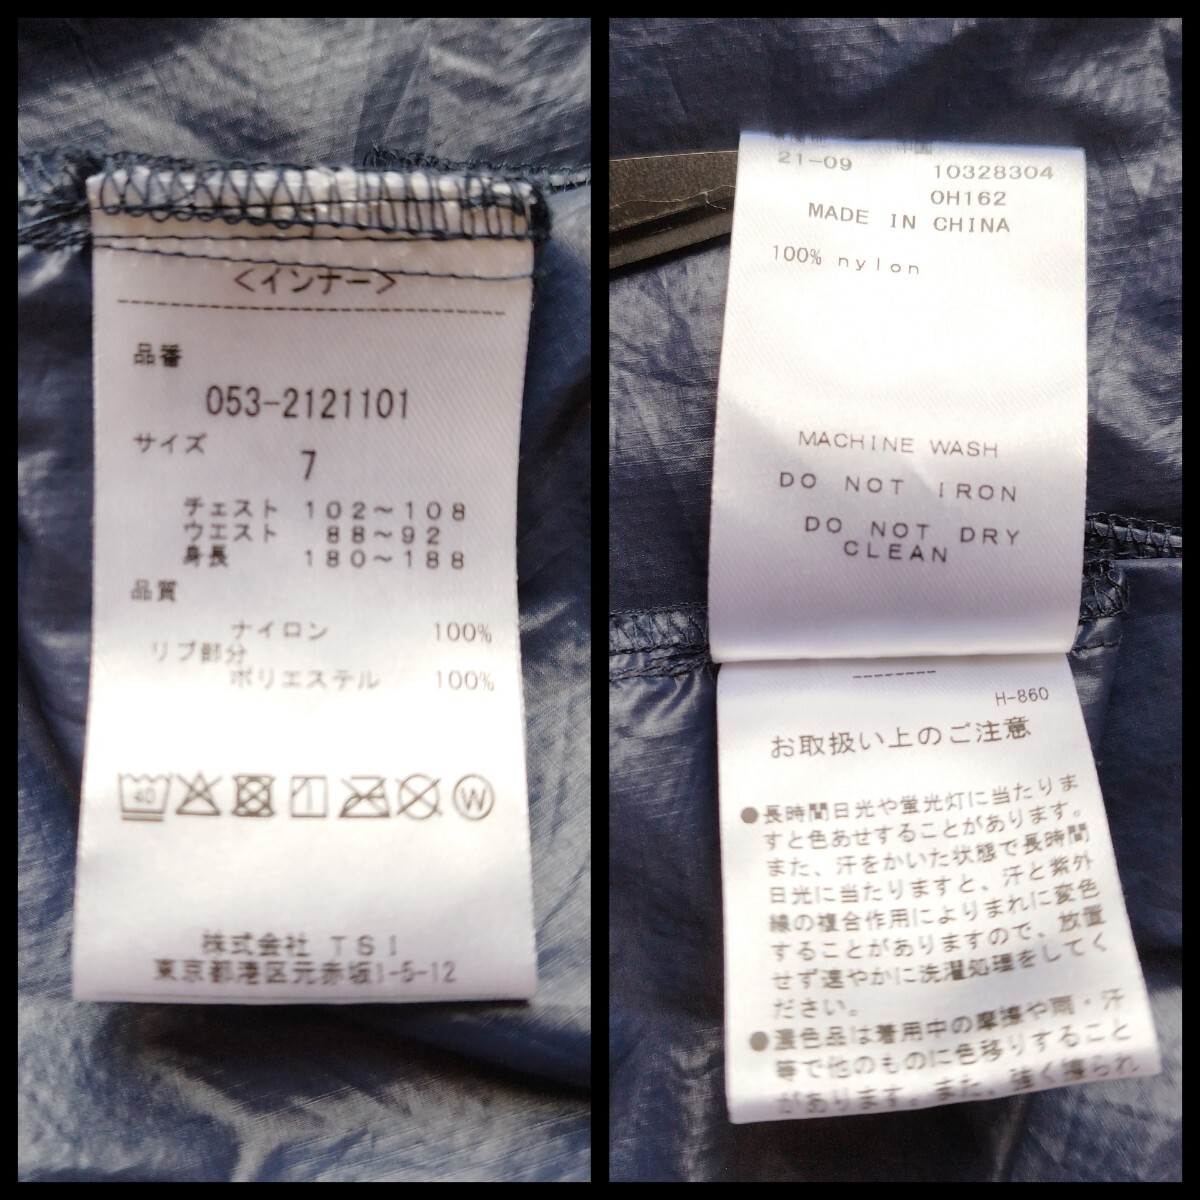 <インナー>
品番
053-2121101
サイズ
7
チェスト 102～108
ウエスト 88～92
身長 180～188
品質
ナイロン 100%
リブ部分
ポリエステル 100%
40
W
株式会社 TSI
東京都港区元赤坂1-5-12
中国
21-09 10328304
OH162
MADE IN CHINA
100% nylon
MACHINE WASH
DO NOT IRON
DO NOT DRY
CLEAN
H-860
お取扱い上のご注意
●長時間日光や蛍光灯に当たりま
すと色あせすることがあります。
また、汗をかいた状態で長時間
日光に当たりますと、汗と紫外
線の複合作用によりまれに変色
することがありますので、放置
せず速やかに洗濯処理をしてく
ださい。
●濃色品は着用中の摩擦や雨・汗
等で他のものに色移りすること
があります。また、強く擦られ